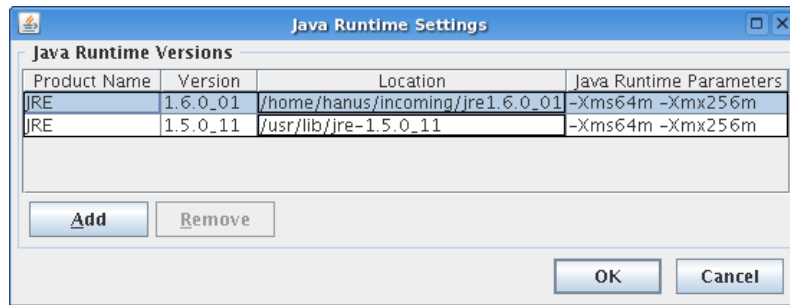 Java Runtime Settings
Java Runtime Versions
Product Name Version Location Java Runtime Parameters
JRE 1.6.0_01 /home/hanus/incoming/jre1.6.0_01 -Xms64m -Xmx256m
JRE 1.5.0_11 /usr/lib/jre-1.5.0_11 -Xms64m -Xmx256m
Add Remove
OK Cancel